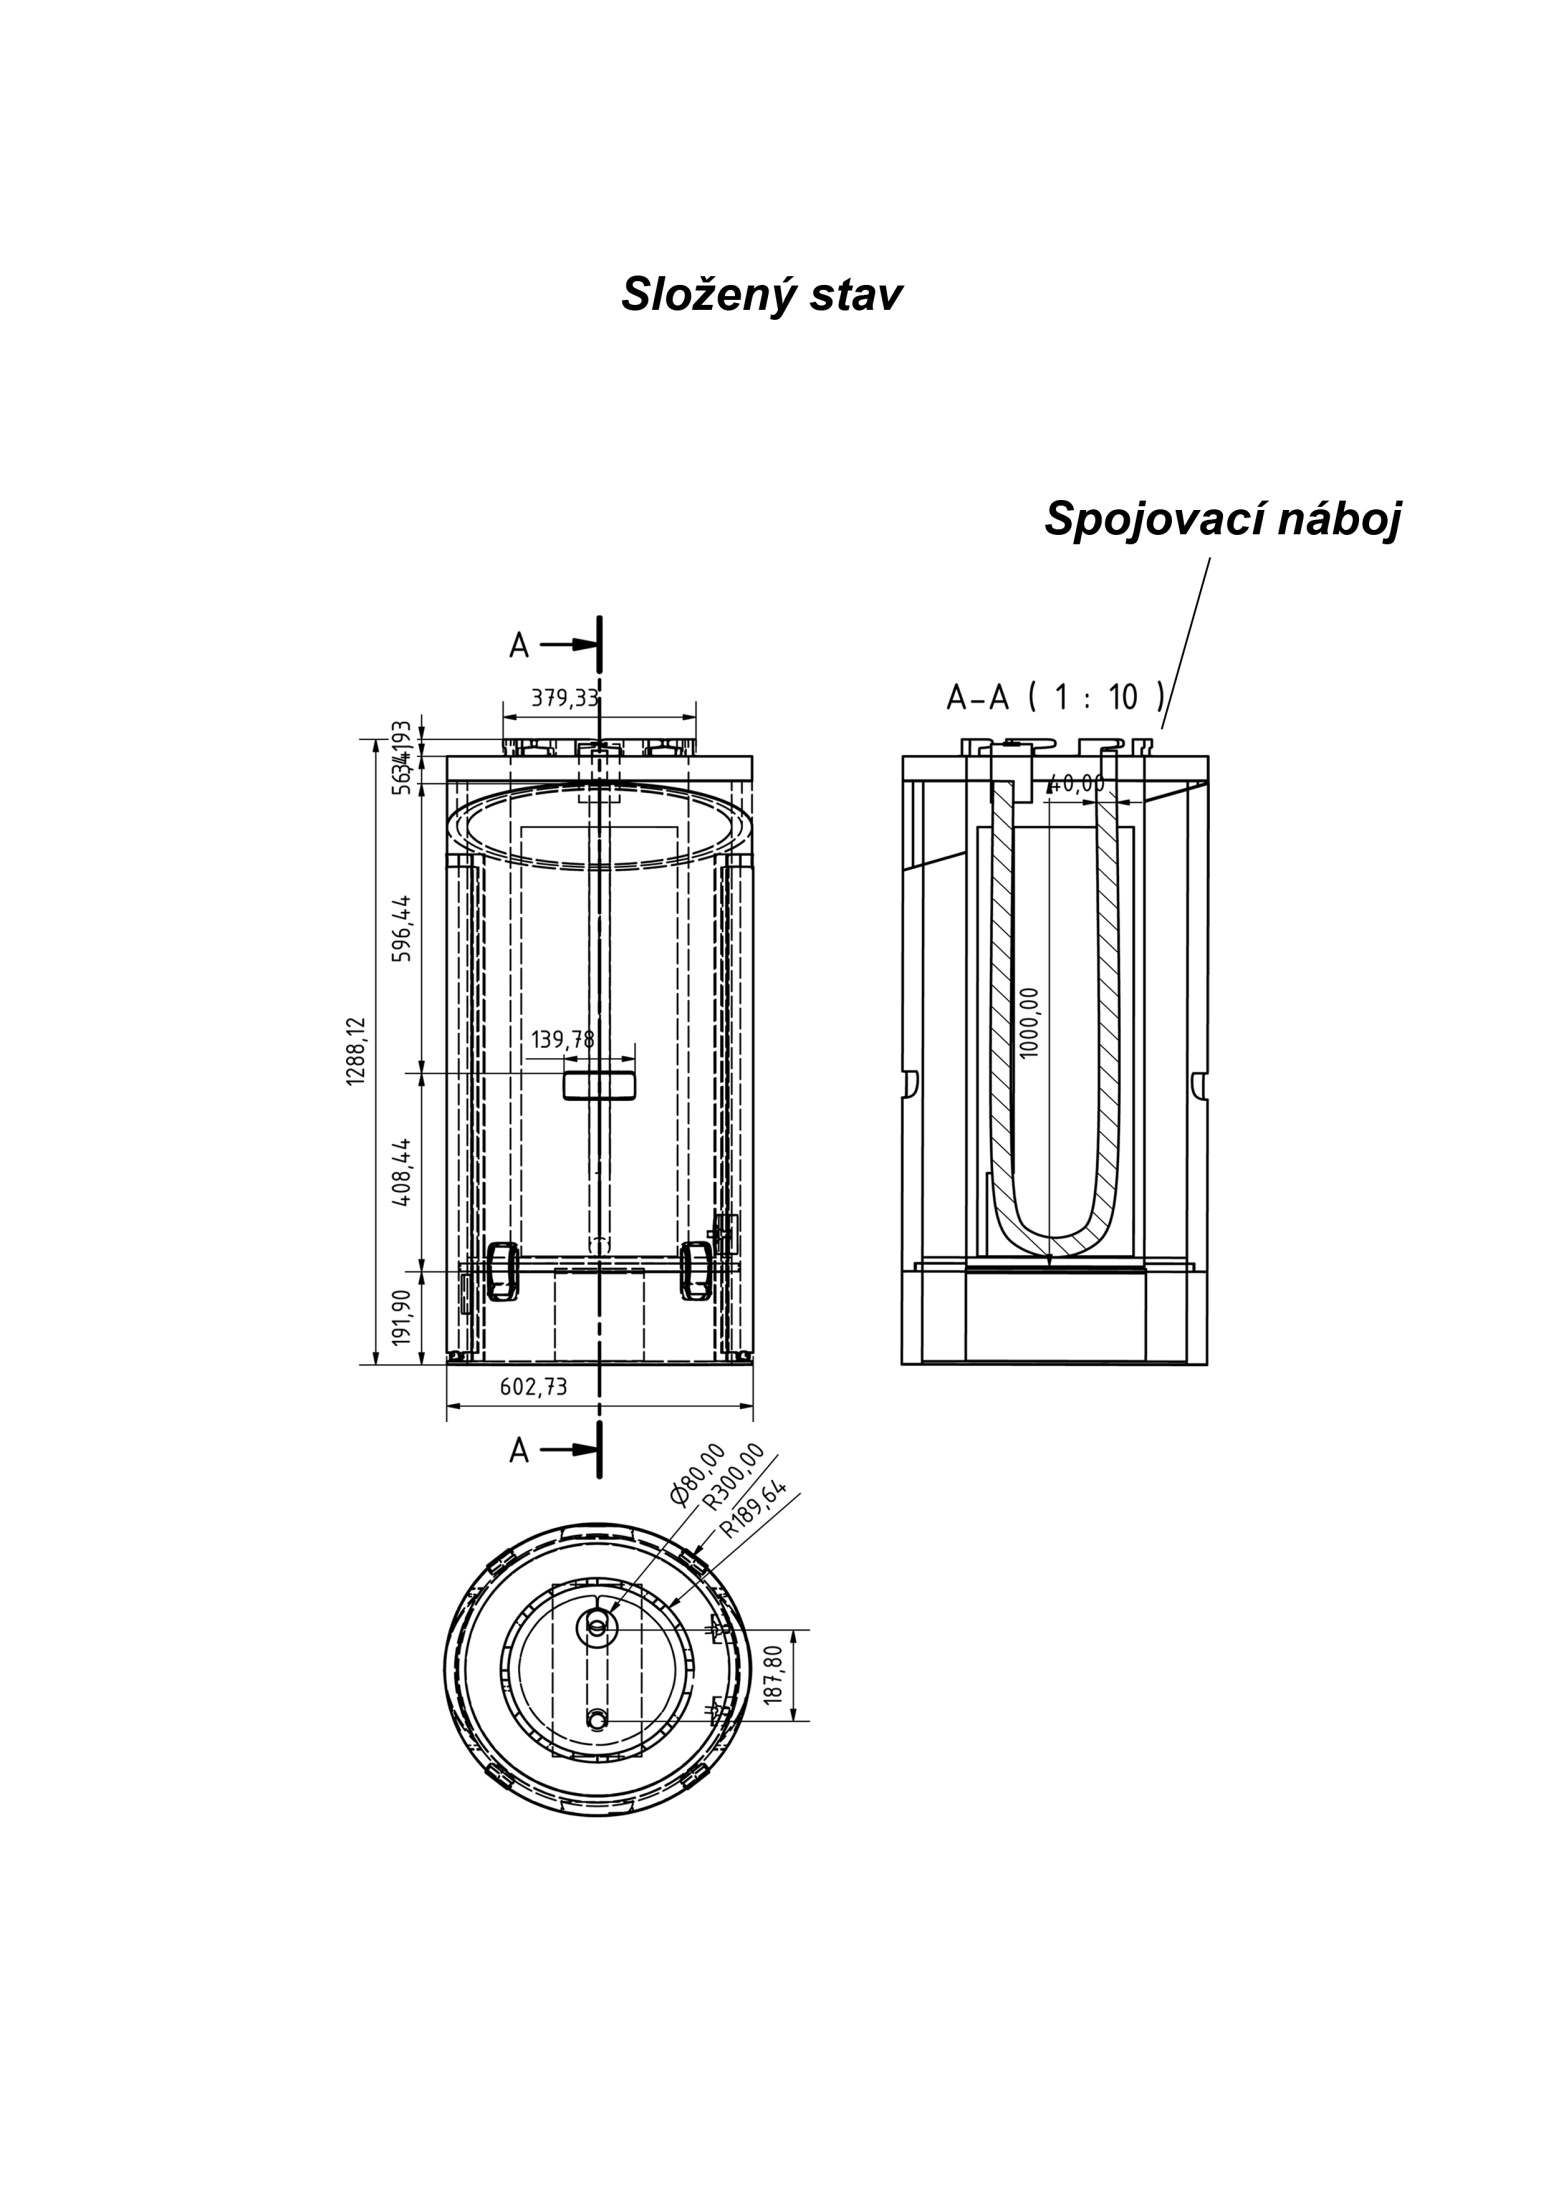 Složený stav
Spojovací náboj
A
A-A ( 1 : 10 )
379,33
40,00
596,44
1000,00
1288,12
139,78
408,44
191,90
602,73
A
Ø80,00
R300,00
R189,64
187,80